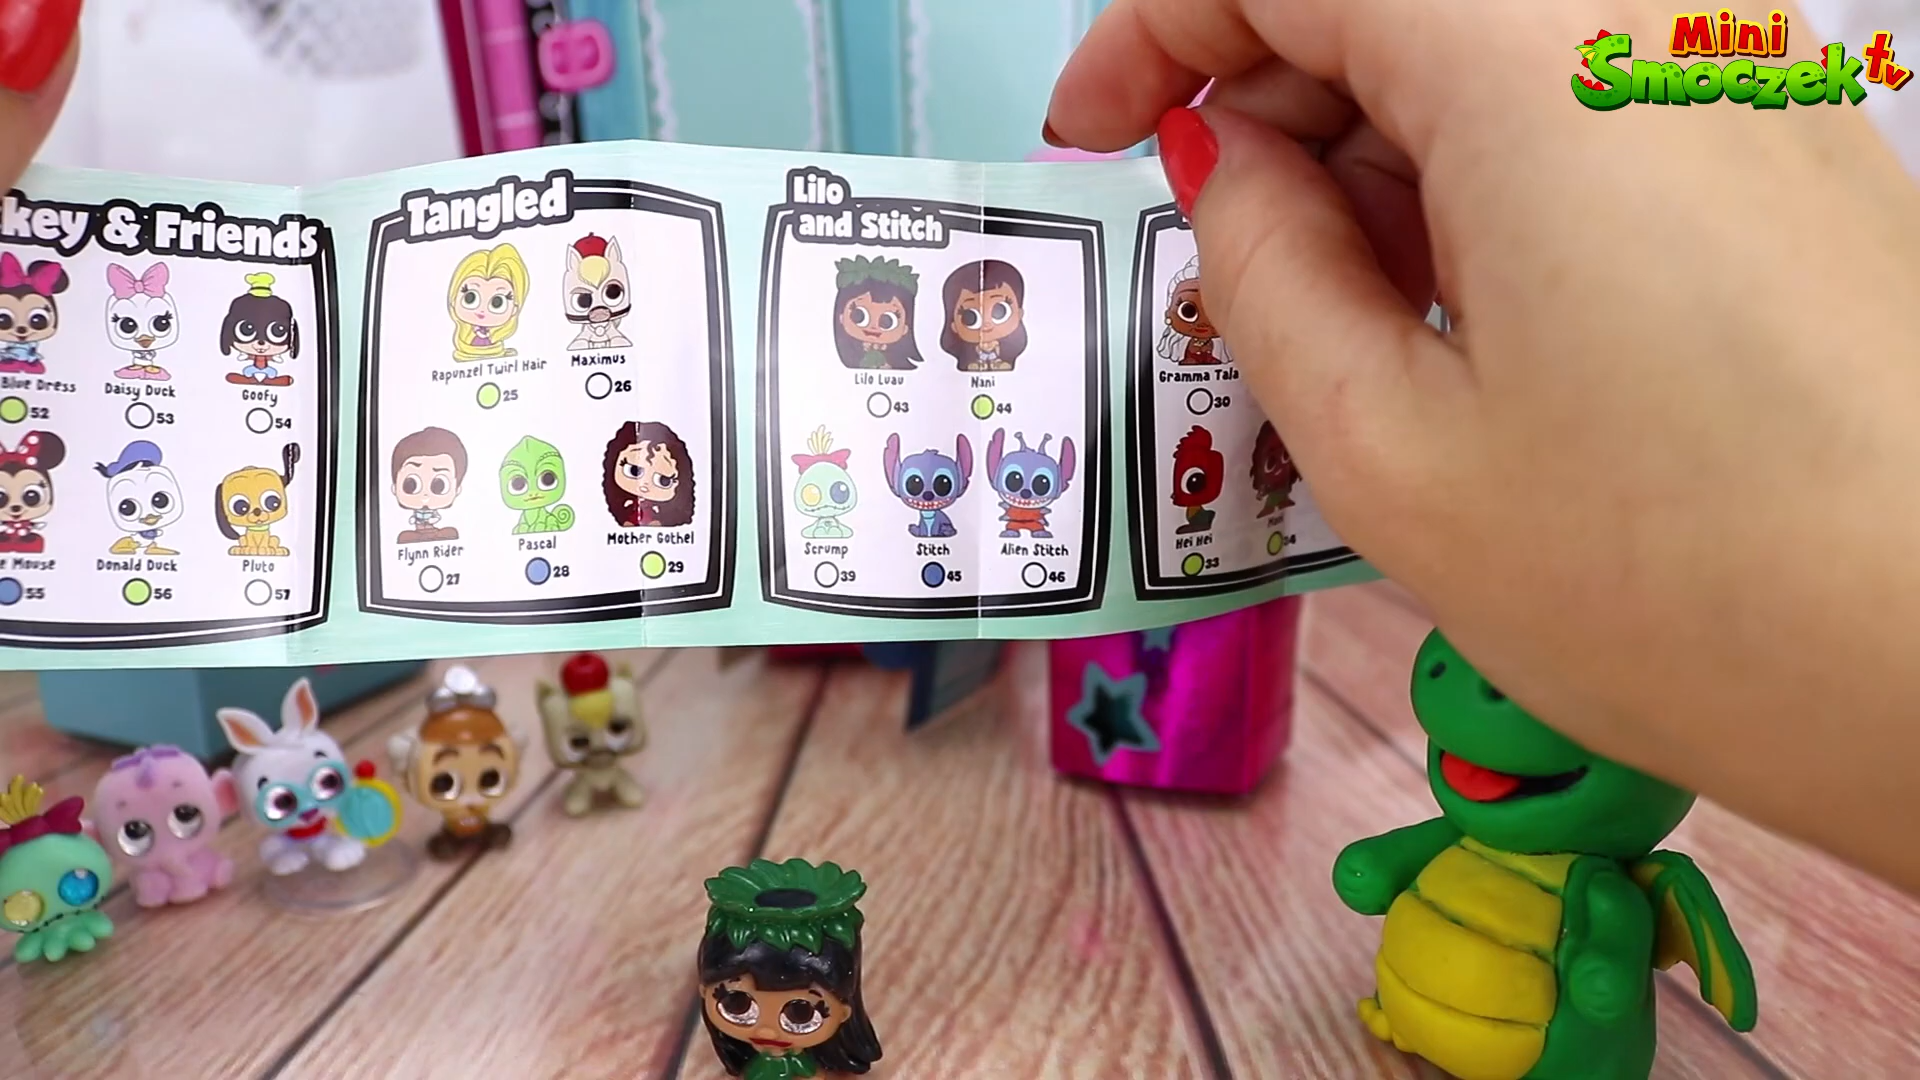 Mini
Smoczek tv
key & Friends
Blue Dress
52
Daisy Duck
53
Goofy
54
e Mouse
55
Donald Duck
56
Pluto
57
Tangled
Rapunzel Twirl Hair
25
Maximus
26
Flynn Rider
27
Pascal
28
Mother Gothel
29
Lilo
and Stitch
Lilo Luau
43
Nani
44
Scrump
39
Stitch
45
Alien Stitch
46
Gramma Tala
30
Hei Hei
33
34